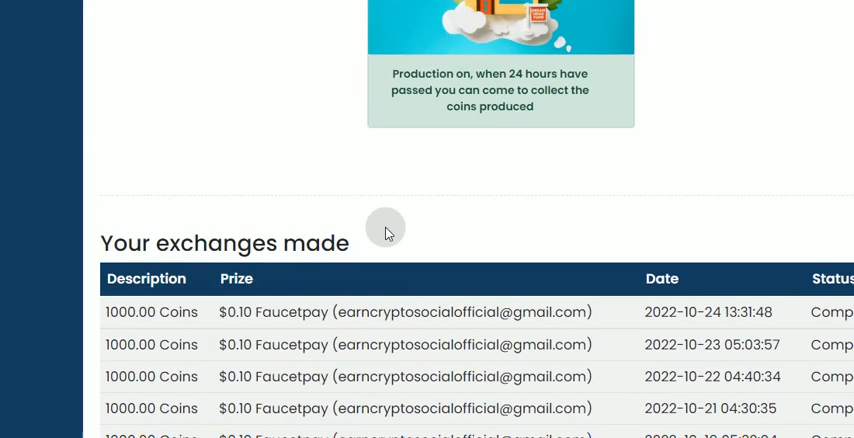 DREAM HOME FUND
Production on, when 24 hours have
passed you can come to collect the
coins produced
Your exchanges made
Description Prize Date Status
1000.00 Coins $0.10 Faucetpay (earncryptosocialofficial@gmail.com) 2022-10-24 13:31:48 Comp
1000.00 Coins $0.10 Faucetpay (earncryptosocialofficial@gmail.com) 2022-10-23 05:03:57 Comp
1000.00 Coins $0.10 Faucetpay (earncryptosocialofficial@gmail.com) 2022-10-22 04:40:34 Comp
1000.00 Coins $0.10 Faucetpay (earncryptosocialofficial@gmail.com) 2022-10-21 04:30:35 Comp